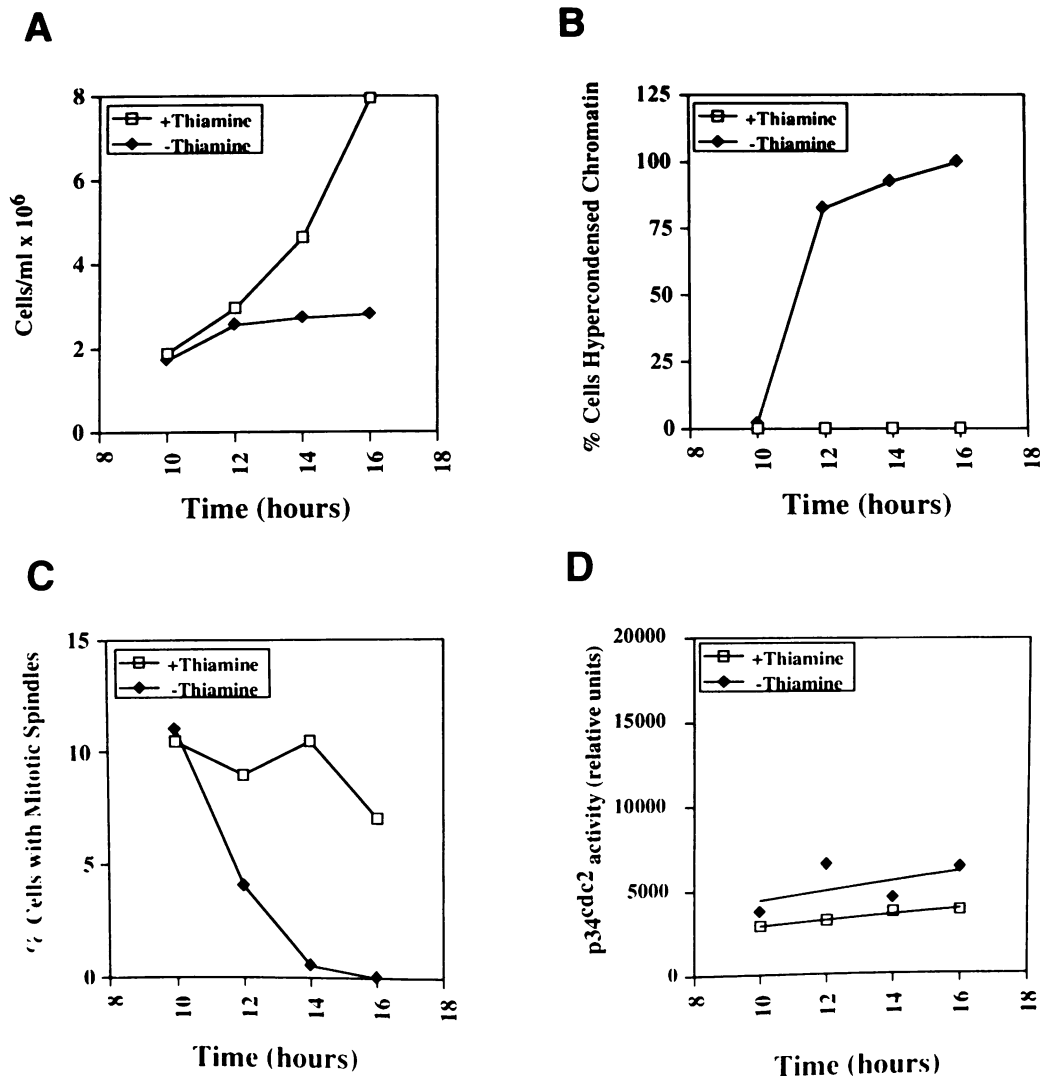 A
8
6
4
2
0
+Thiamine
-Thiamine
Cells/ml x 10⁶
8
10
12
14
16
18
Time (hours)
B
125
100
75
50
25
0
+Thiamine
-Thiamine
% Cells Hypercondensed Chromatin
8
10
12
14
16
18
Time (hours)
C
15
10
5
0
+Thiamine
-Thiamine
Cells with Mitotic Spindles
8
10
12
14
16
18
Time (hours)
D
20000
15000
10000
5000
0
+Thiamine
-Thiamine
p34cdc2 activity (relative units)
8
10
12
14
16
18
Time (hours)